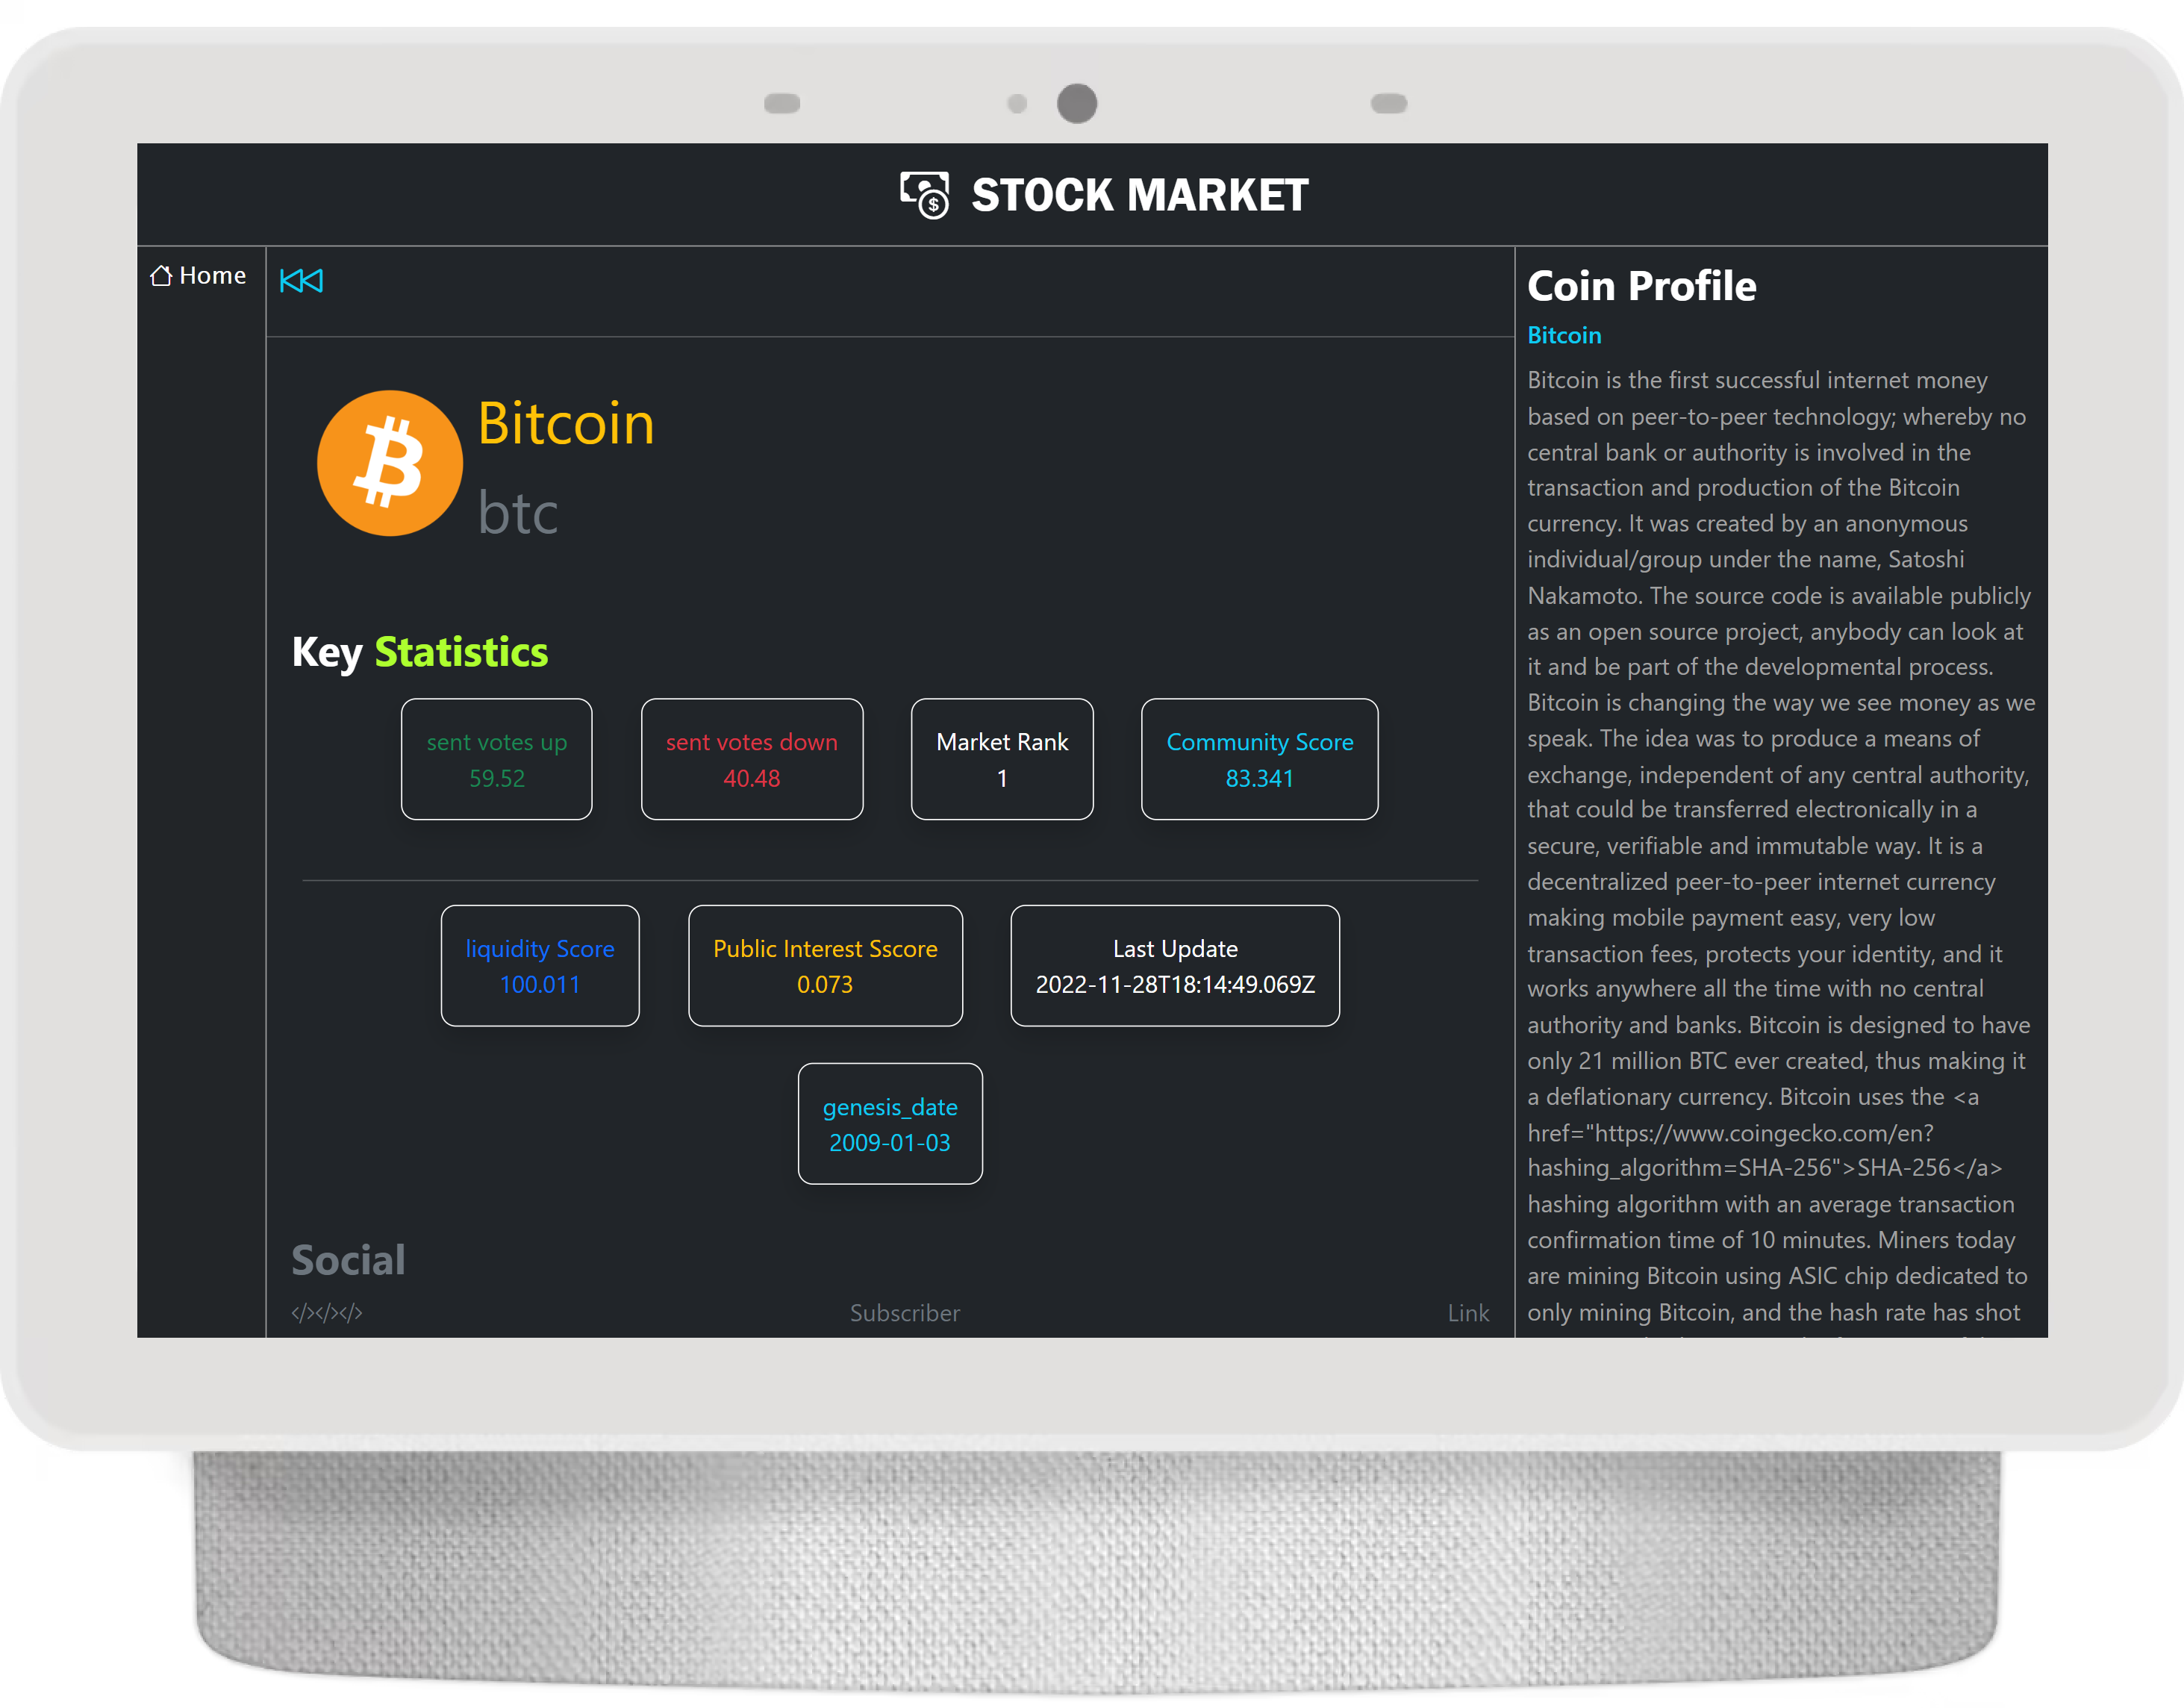 STOCK MARKET
Home
Bitcoin
btc
Key Statistics
sent votes up
59.52
sent votes down
40.48
Market Rank
1
Community Score
83.341
liquidity Score
100.011
Public Interest Sscore
0.073
Last Update
2022-11-28T18:14:49.069Z
genesis_date
2009-01-03
Social
</></></>
Subscriber
Link
Coin Profile
Bitcoin
Bitcoin is the first successful internet money
based on peer-to-peer technology; whereby no
central bank or authority is involved in the
transaction and production of the Bitcoin
currency. It was created by an anonymous
individual/group under the name, Satoshi
Nakamoto. The source code is available publicly
as an open source project, anybody can look at
it and be part of the developmental process.
Bitcoin is changing the way we see money as we
speak. The idea was to produce a means of
exchange, independent of any central authority,
that could be transferred electronically in a
secure, verifiable and immutable way. It is a
decentralized peer-to-peer internet currency
making mobile payment easy, very low
transaction fees, protects your identity, and it
works anywhere all the time with no central
authority and banks. Bitcoin is designed to have
only 21 million BTC ever created, thus making it
a deflationary currency. Bitcoin uses the <a
href="https://www.coingecko.com/en?
hashing_algorithm=SHA-256">SHA-256</a>
hashing algorithm with an average transaction
confirmation time of 10 minutes. Miners today
are mining Bitcoin using ASIC chip dedicated to
only mining Bitcoin, and the hash rate has shot